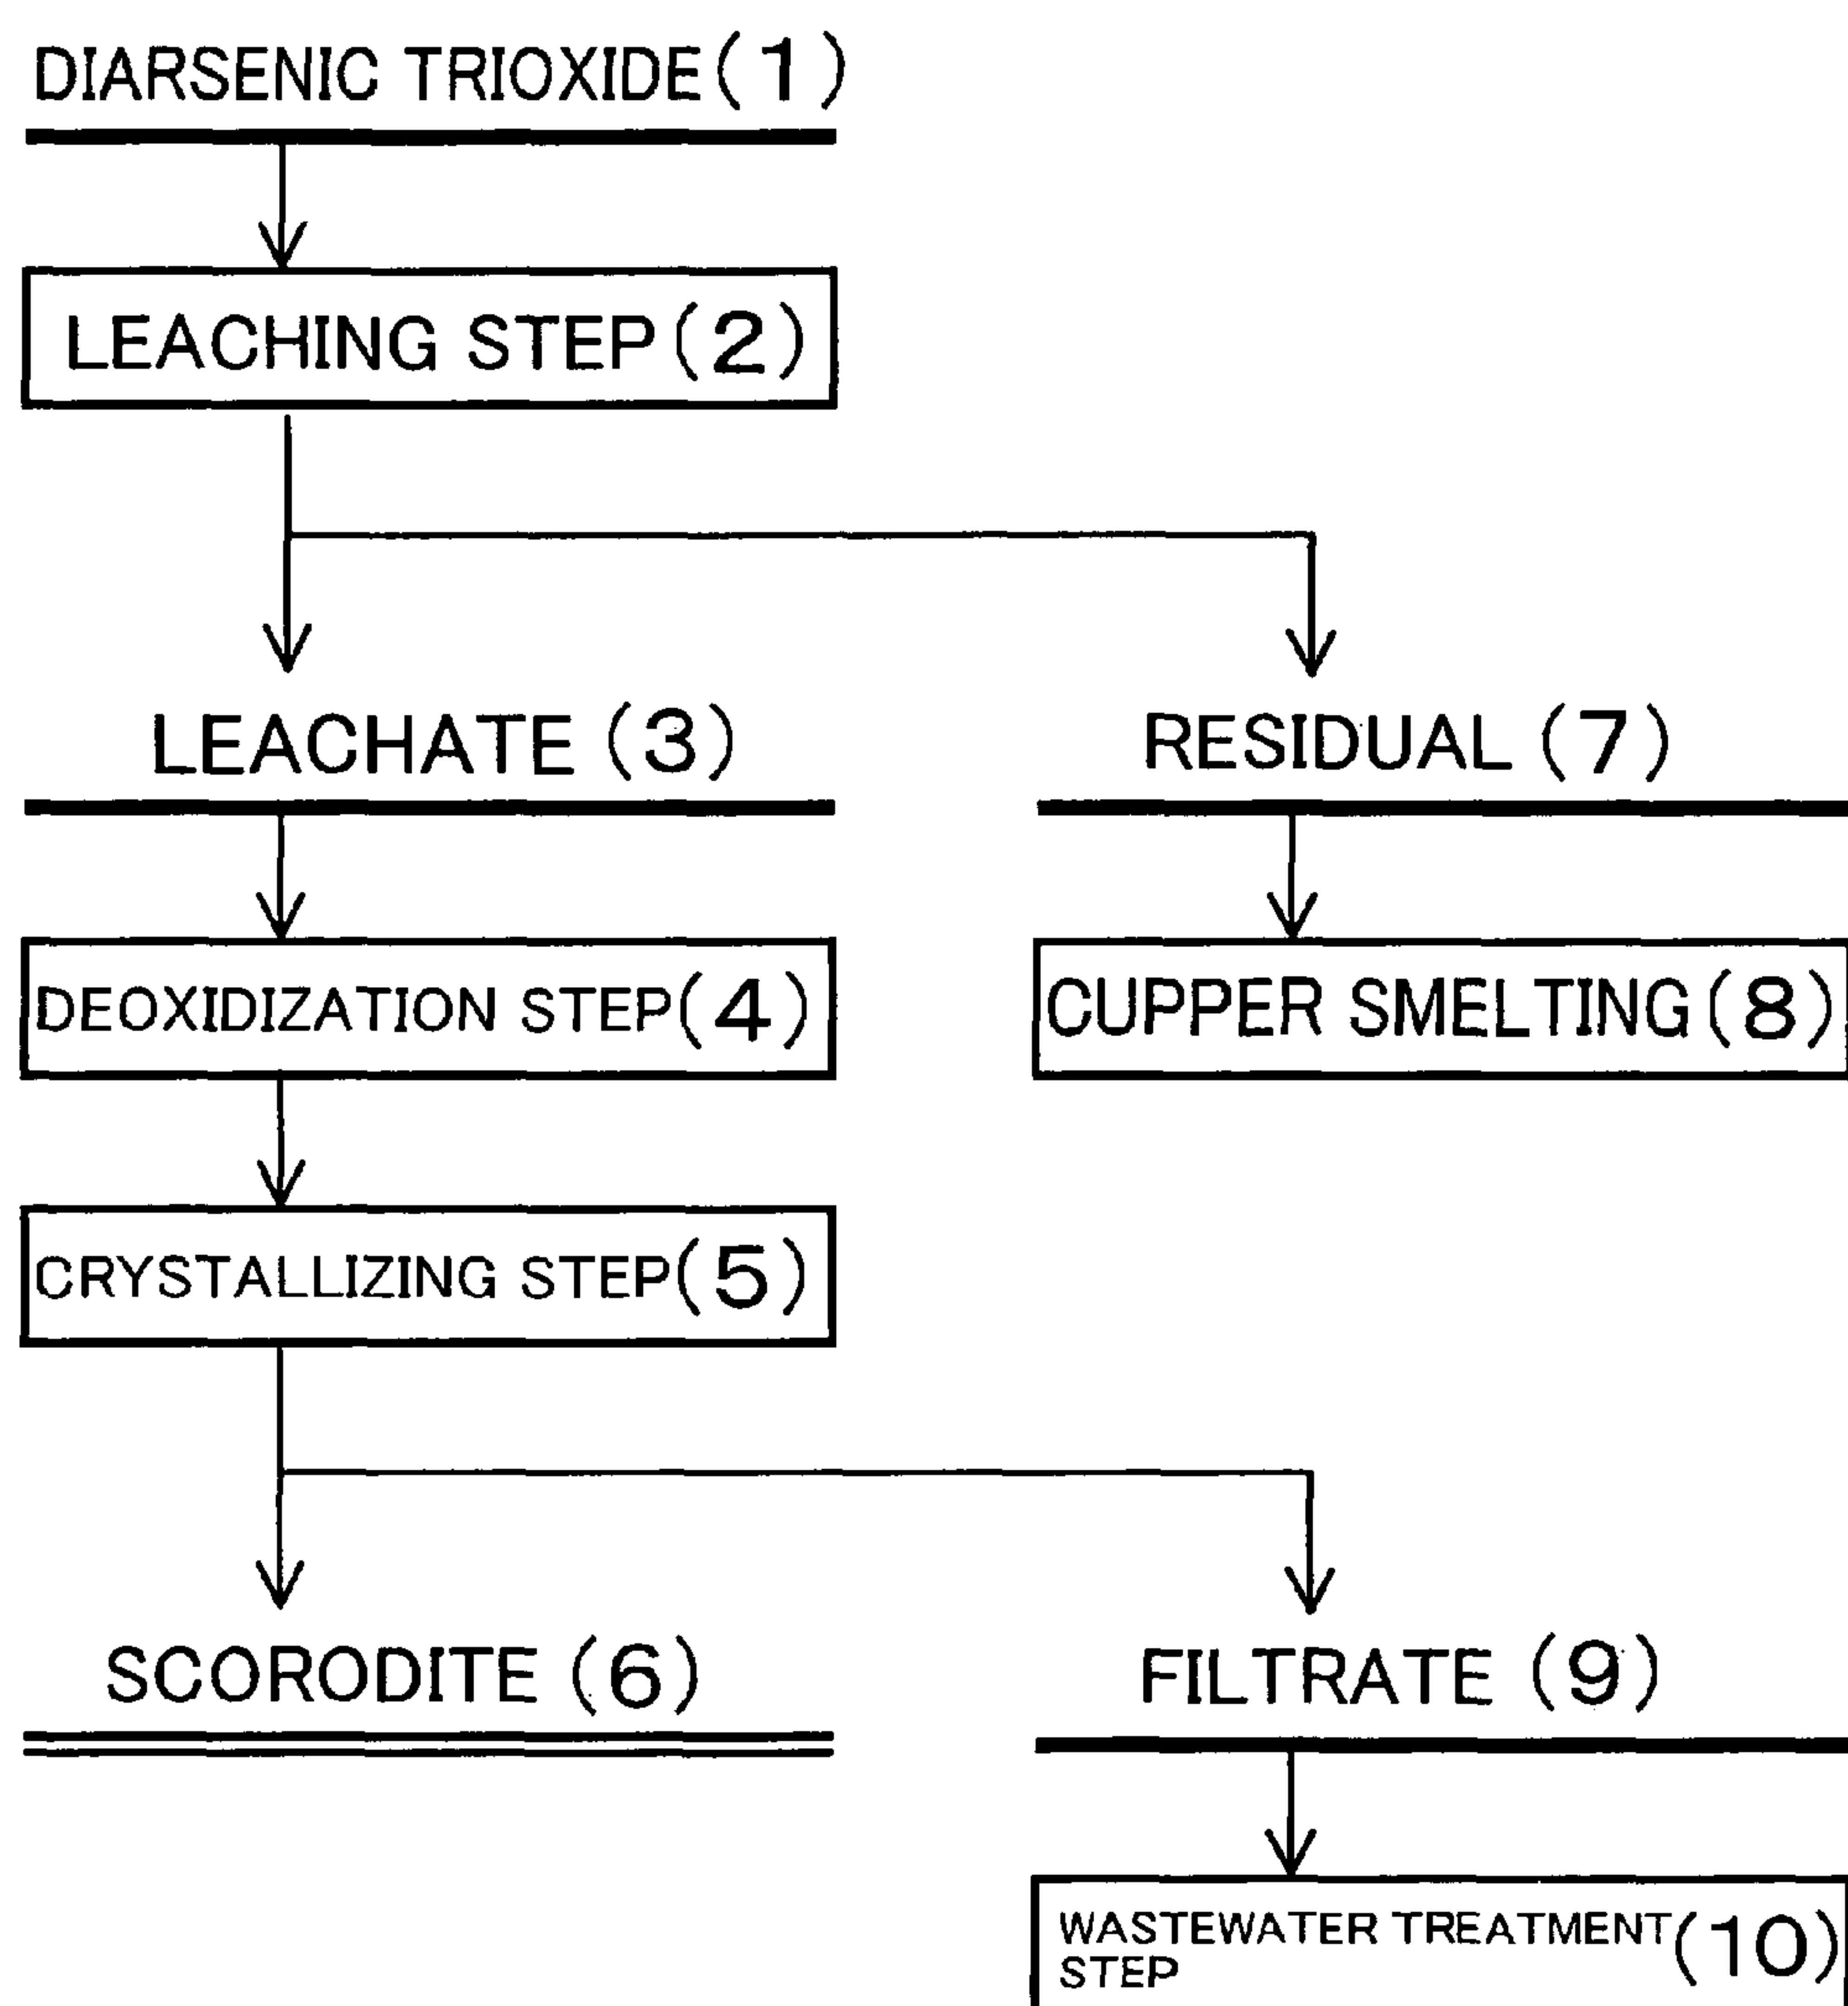 DIARSENIC TRIOXIDE(1)
LEACHING STEP(2)
LEACHATE (3)
RESIDUAL (7)
DEOXIDIZATION STEP(4)
CUPPER SMELTING(8)
CRYSTALLIZING STEP(5)
SCORODITE (6)
FILTRATE (9)
WASTEWATER TREATMENT(10)
STEP